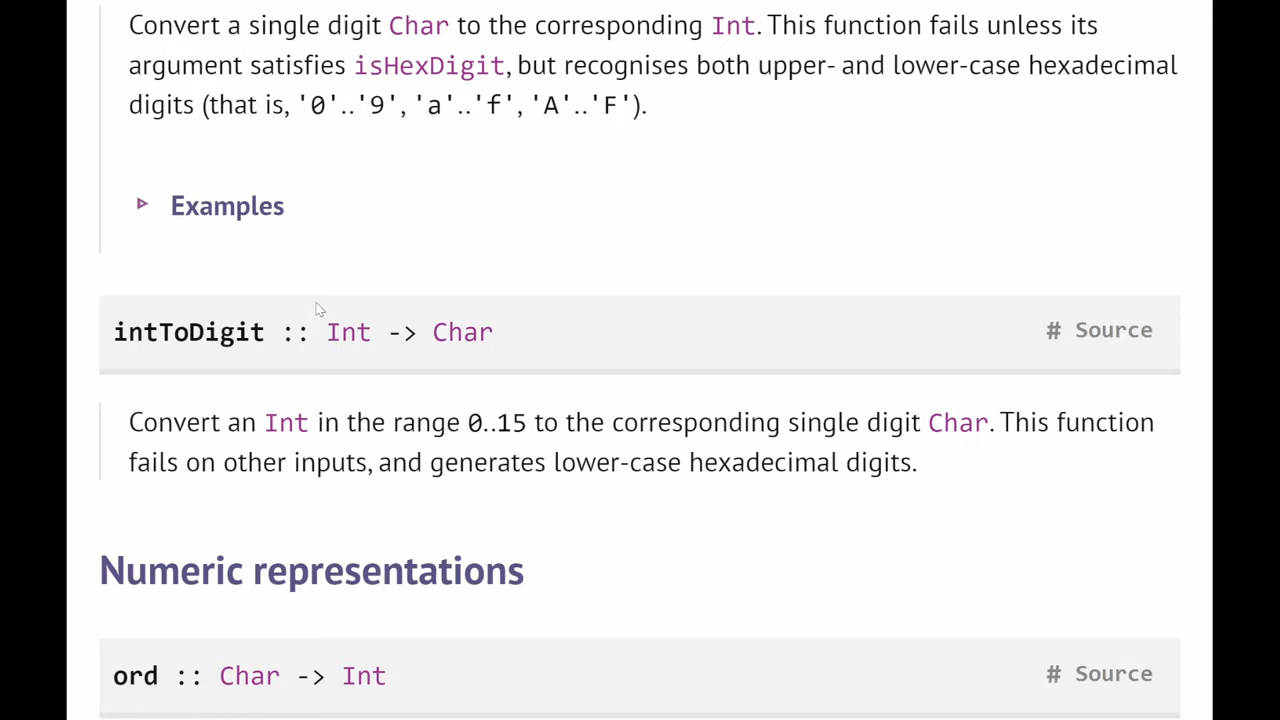 Convert a single digit Char to the corresponding Int. This function fails unless its
argument satisfies isHexDigit, but recognises both upper- and lower-case hexadecimal
digits (that is, '0'..'9', 'a'..'f', 'A'..'F').
Examples
intToDigit :: Int -> Char # Source
Convert an Int in the range 0..15 to the corresponding single digit Char. This function
fails on other inputs, and generates lower-case hexadecimal digits.
Numeric representations
ord :: Char -> Int # Source